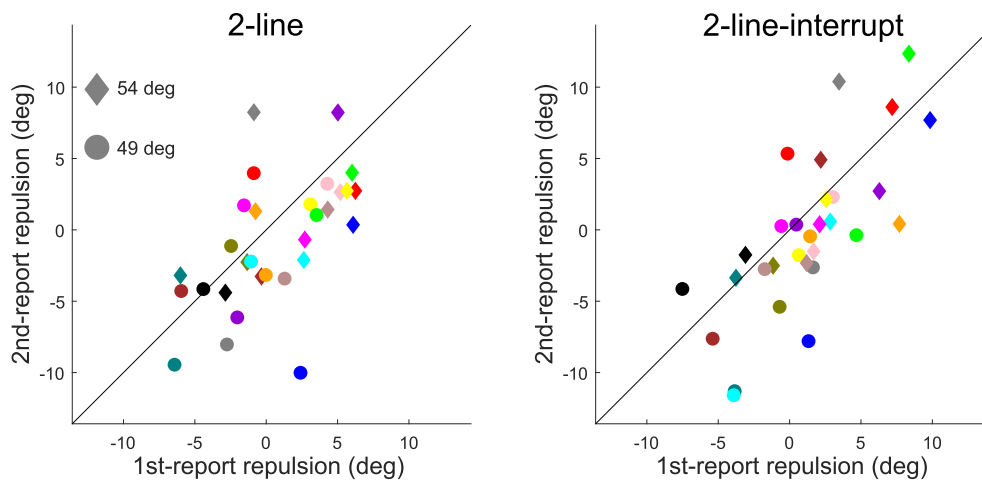 2-line
54 deg
49 deg
10
5
0
-5
-10
2nd-report repulsion (deg)
-10
-5
0
5
10
1st-report repulsion (deg)
2-line-interrupt
10
5
0
-5
-10
2nd-report repulsion (deg)
-10
-5
0
5
10
1st-report repulsion (deg)